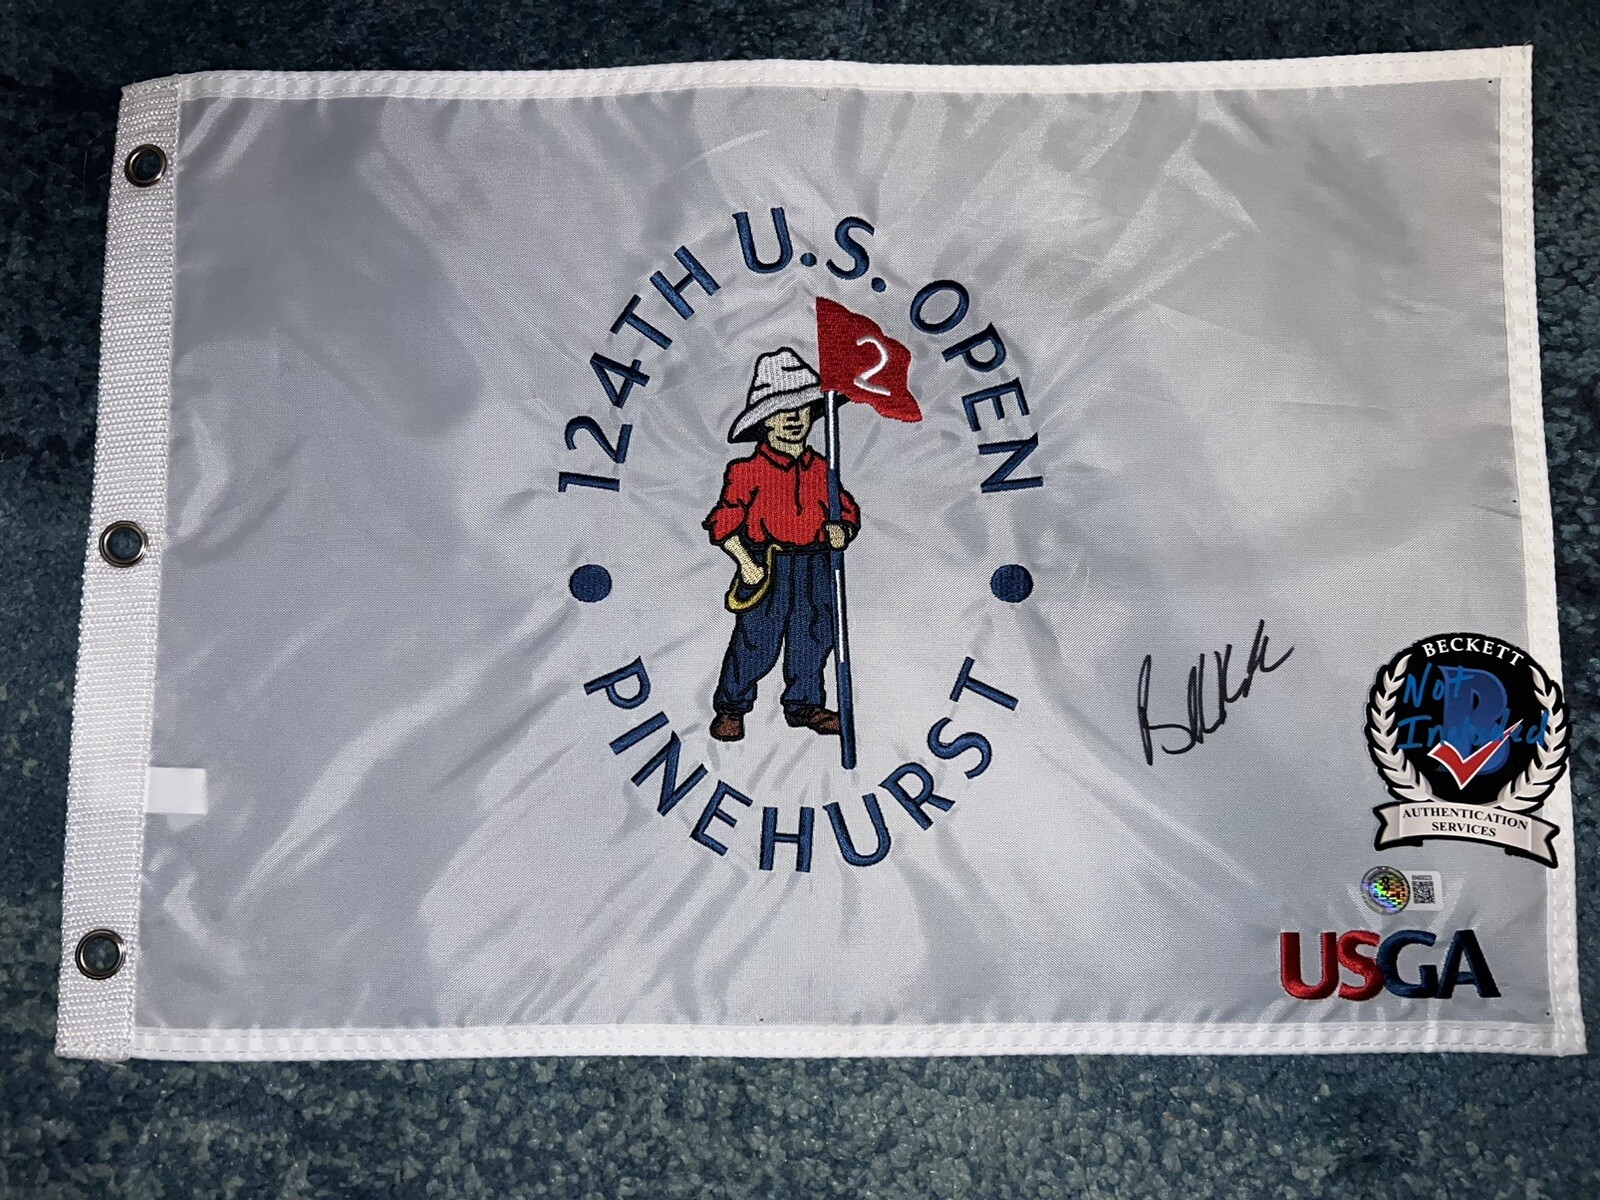 124TH U.S. OPEN
2
PINEHURST
BECKETT
B
Not
Included
AUTHENTICATION
SERVICES
USGA